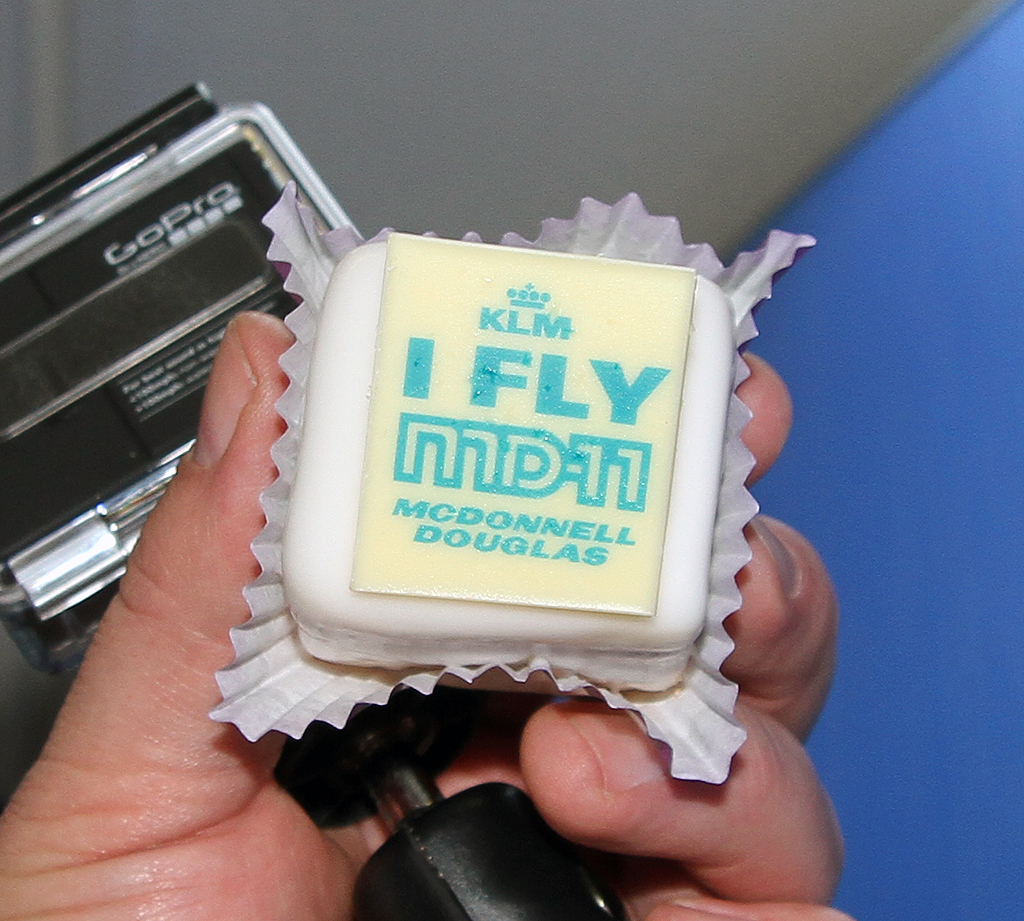 GoPro
KLM
I FLY
MD-11
MCDONNELL
DOUGLAS